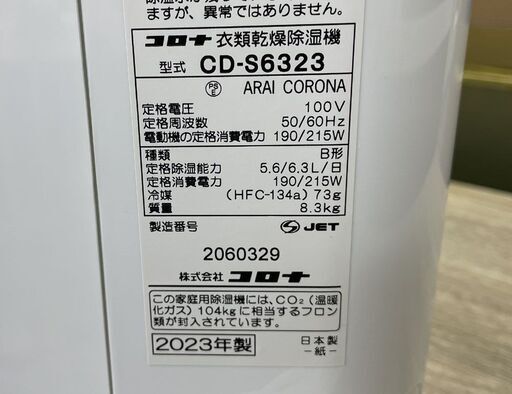 ますが、異常ではありません。
コロナ 衣類乾燥除湿機
型式 CD-S6323
PS E ARAI CORONA
定格電圧 100V
定格周波数 50/60Hz
電動機の定格消費電力 190/215W
種類 B形
定格除湿能力 5.6/6.3L/日
定格消費電力 190/215W
冷媒 (HFC-134a) 73g
質量 8.3kg
製造番号 S JET
2060329
株式会社 コロナ
この家庭用除湿機には、CO₂（温暖
化ガス）104kgに相当するフロン
類が封入されています。
2023年製 日本製
－紙－